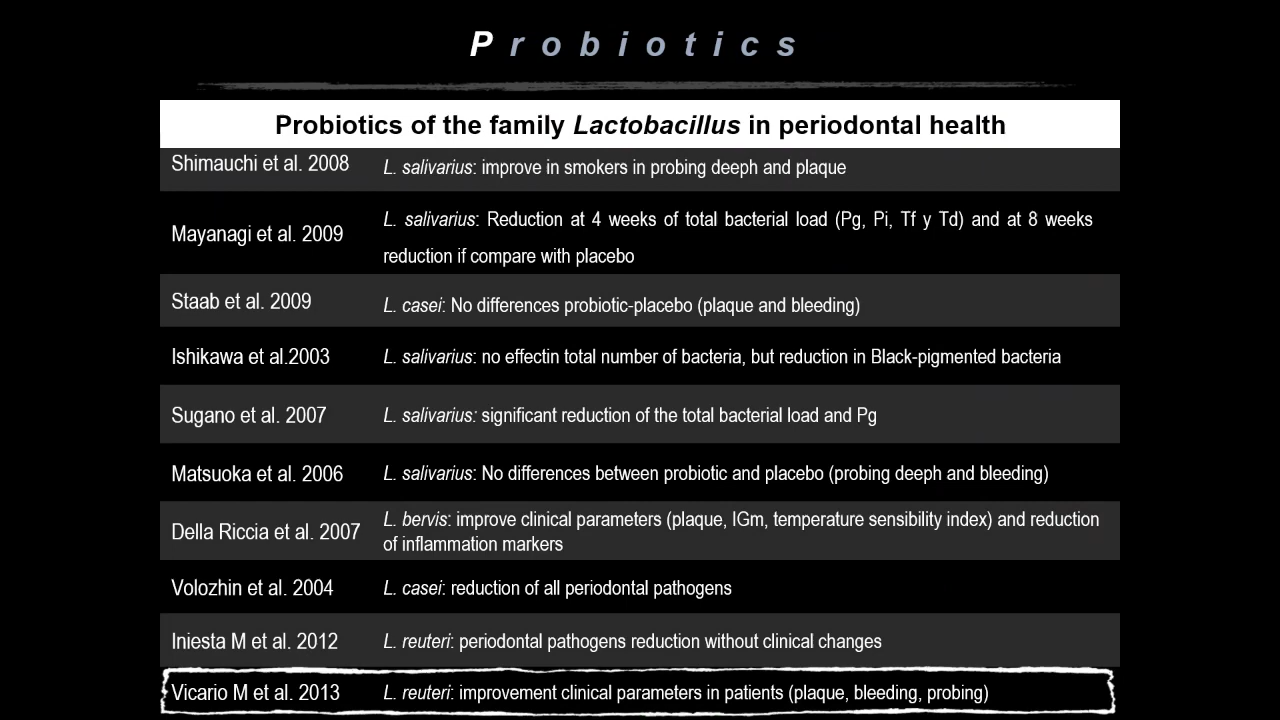 Probiotics
Probiotics of the family Lactobacillus in periodontal health
Shimauchi et al. 2008
L. salivarius: improve in smokers in probing deeph and plaque
Mayanagi et al. 2009
L. salivarius: Reduction at 4 weeks of total bacterial load (Pg, Pi, Tf y Td) and at 8 weeks
reduction if compare with placebo
Staab et al. 2009
L. casei: No differences probiotic-placebo (plaque and bleeding)
Ishikawa et al.2003
L. salivarius: no effectin total number of bacteria, but reduction in Black-pigmented bacteria
Sugano et al. 2007
L. salivarius: significant reduction of the total bacterial load and Pg
Matsuoka et al. 2006
L. salivarius: No differences between probiotic and placebo (probing deeph and bleeding)
Della Riccia et al. 2007
L. bervis: improve clinical parameters (plaque, IGm, temperature sensibility index) and reduction
of inflammation markers
Volozhin et al. 2004
L. casei: reduction of all periodontal pathogens
Iniesta M et al. 2012
L. reuteri: periodontal pathogens reduction without clinical changes
Vicario M et al. 2013
L. reuteri: improvement clinical parameters in patients (plaque, bleeding, probing)